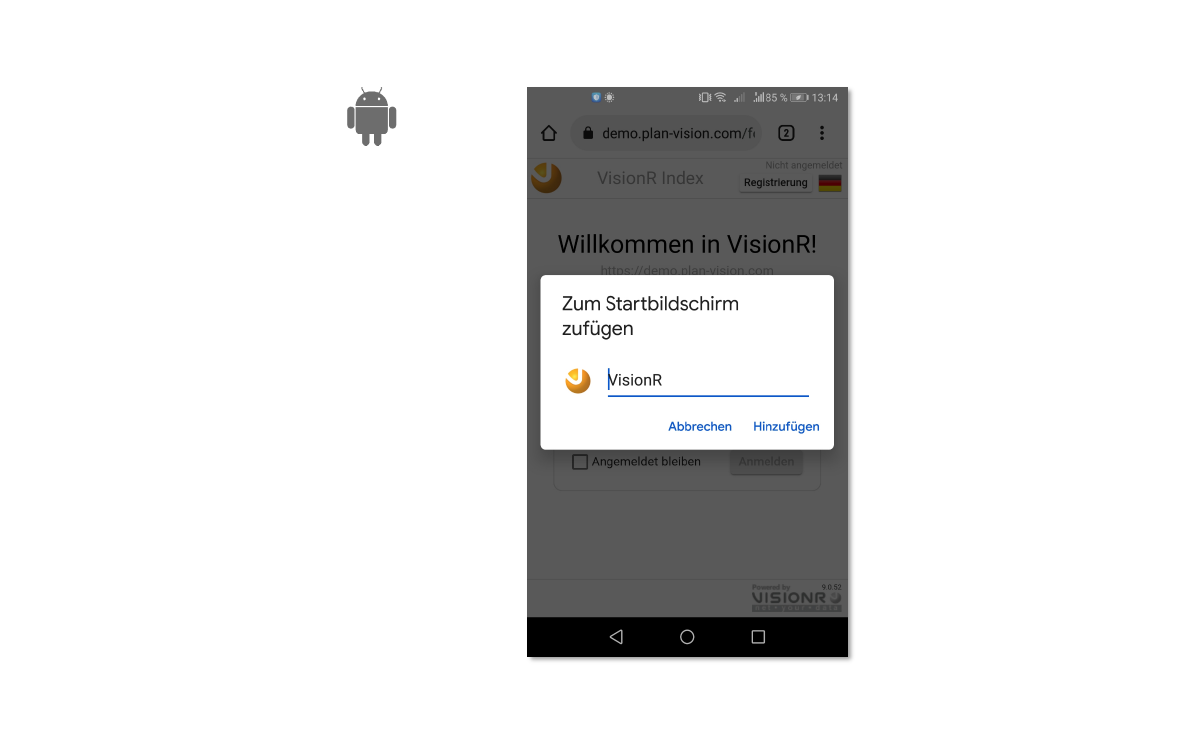 85 % 13:14
demo.plan-vision.com/f
2
Nicht angemeldet
VisionR Index
Registrierung
Willkommen in VisionR!
https://demo.plan-vision.com
Zum Startbildschirm
zufügen
VisionR
Abbrechen Hinzufügen
Angemeldet bleiben Anmelden
Powered by 9.0.52
VISIONR